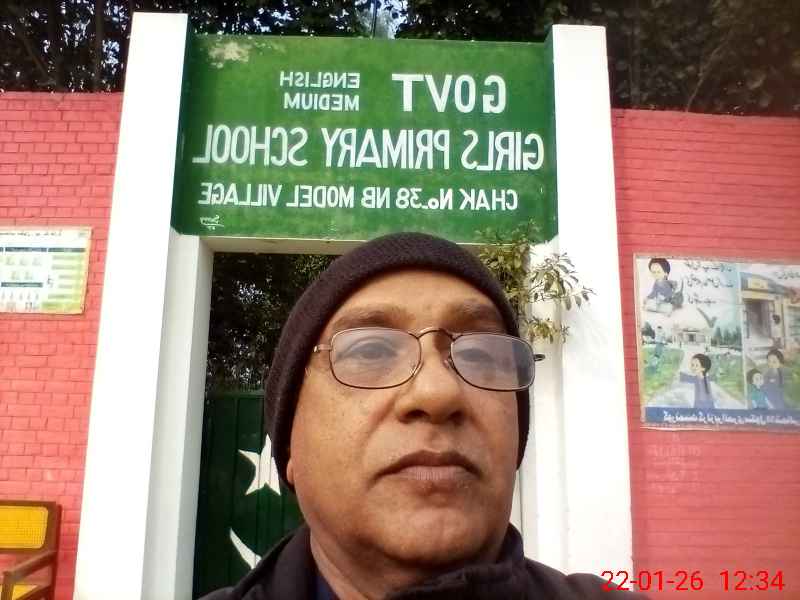 GOVT ENGLISH MEDIUM
GIRLS PRIMARY SCHOOL
CHAK No.38 NB MODEL VILLAGE
22-01-26 12:34